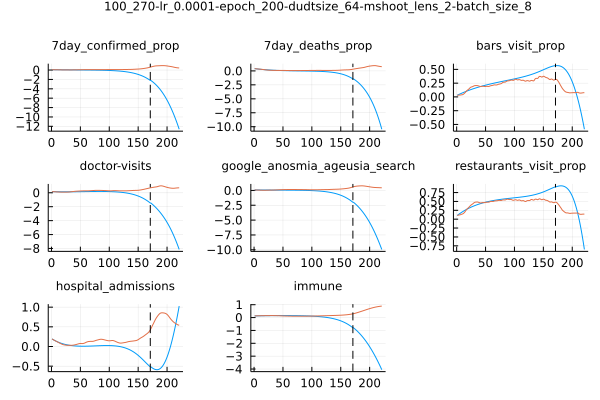 100_270-lr_0.0001-epoch_200-dudtsize_64-mshoot_lens_2-batch_size_8
7day_confirmed_prop
0
−2
−4
−6
−8
−10
−12
0 50 100 150 200
7day_deaths_prop
0.0
−2.5
−5.0
−7.5
−10.0
0 50 100 150 200
bars_visit_prop
0.50
0.25
0.00
−0.25
−0.50
0 50 100 150 200
doctor-visits
0
−2
−4
−6
−8
0 50 100 150 200
google_anosmia_ageusia_search
0.0
−2.5
−5.0
−7.5
−10.0
0 50 100 150 200
restaurants_visit_prop
0.75
0.50
0.25
0.00
−0.25
−0.50
−0.75
0 50 100 150 200
hospital_admissions
1.0
0.5
0.0
−0.5
0 50 100 150 200
immune
1
0
−1
−2
−3
−4
0 50 100 150 200